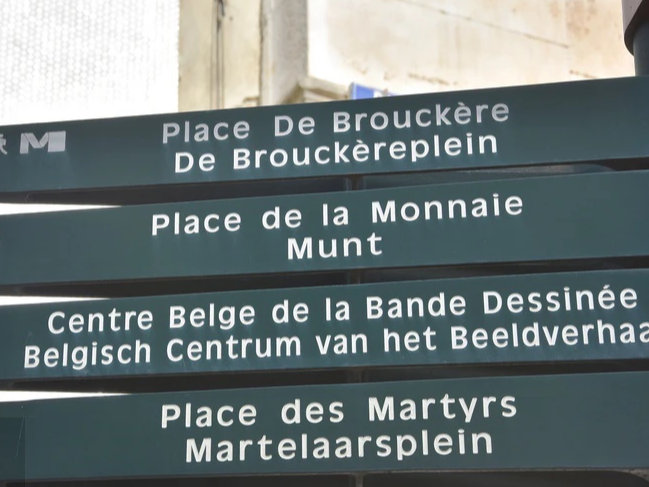 M
Place De Brouckère
De Brouckèreplein
Place de la Monnaie
Munt
Centre Belge de la Bande Dessinée
Belgisch Centrum van het Beeldverhaa
Place des Martyrs
Martelaarsplein